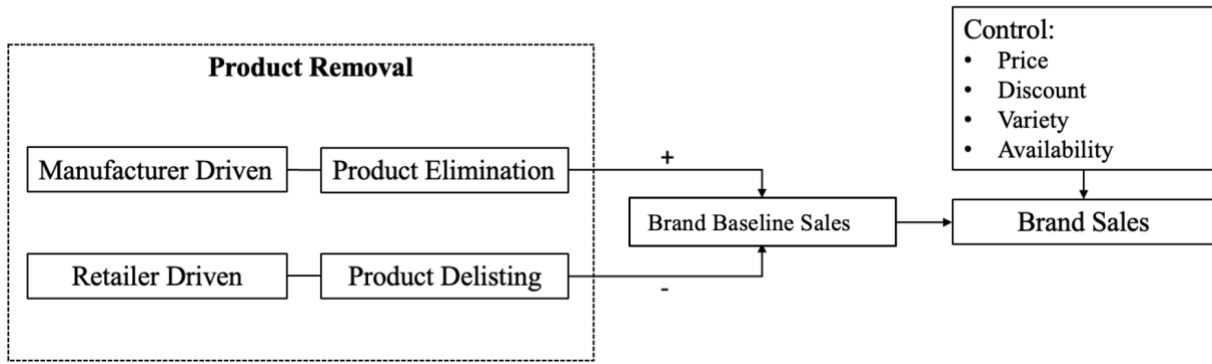 Product Removal
Manufacturer Driven
Product Elimination
+
Retailer Driven
Product Delisting
-
Brand Baseline Sales
Control:
• Price
• Discount
• Variety
• Availability
Brand Sales